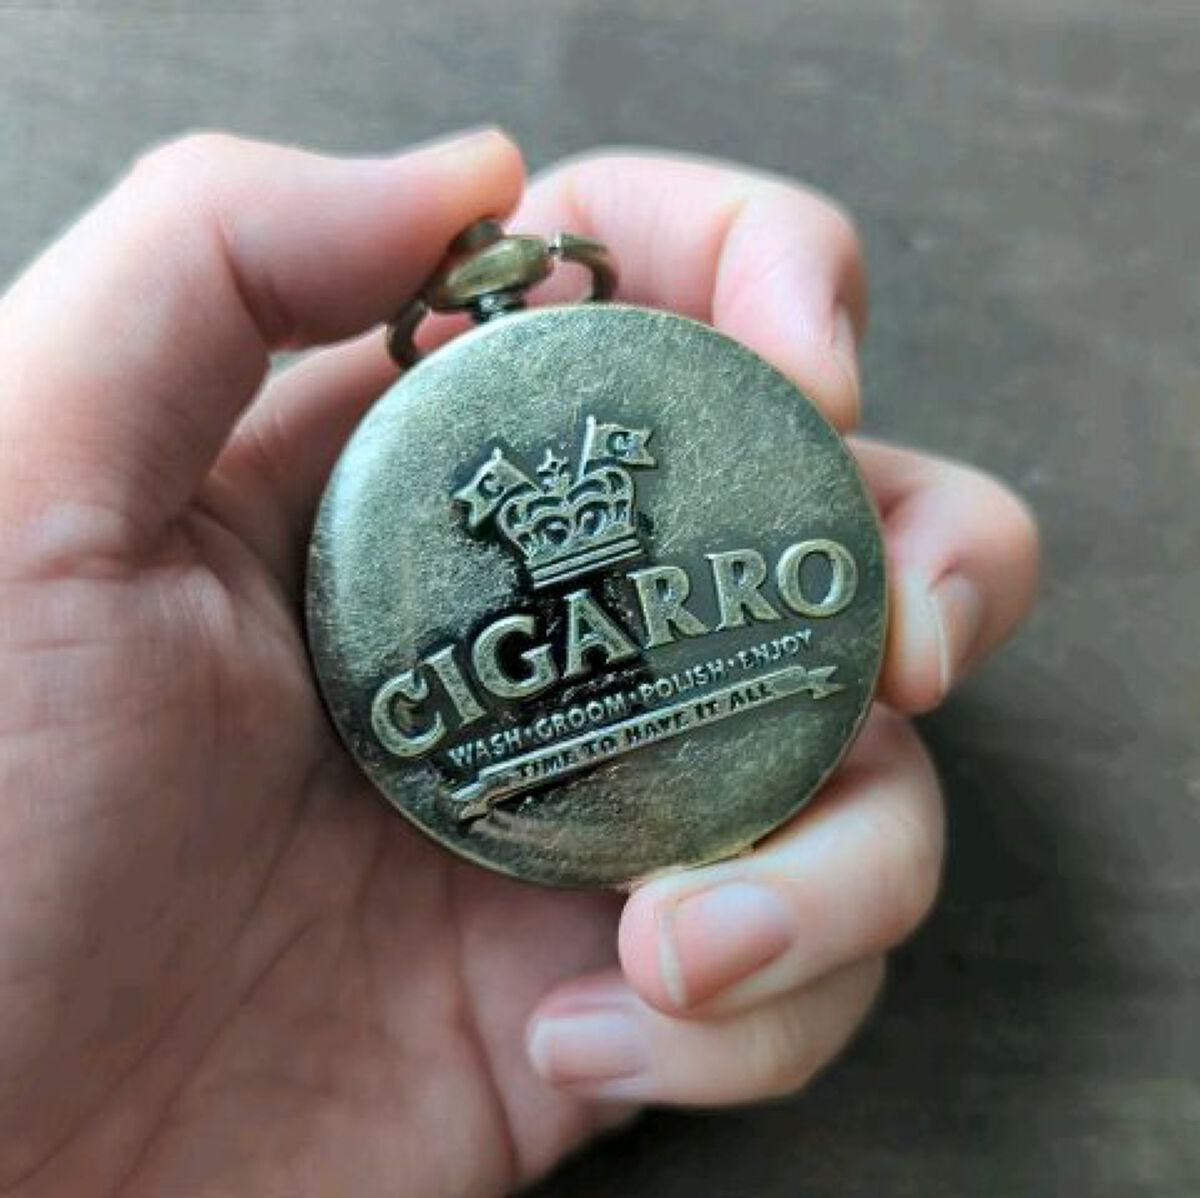 CIGARRO
WASH·GROOM·POLISH·ENJOY
TIME TO HAVE IT ALL